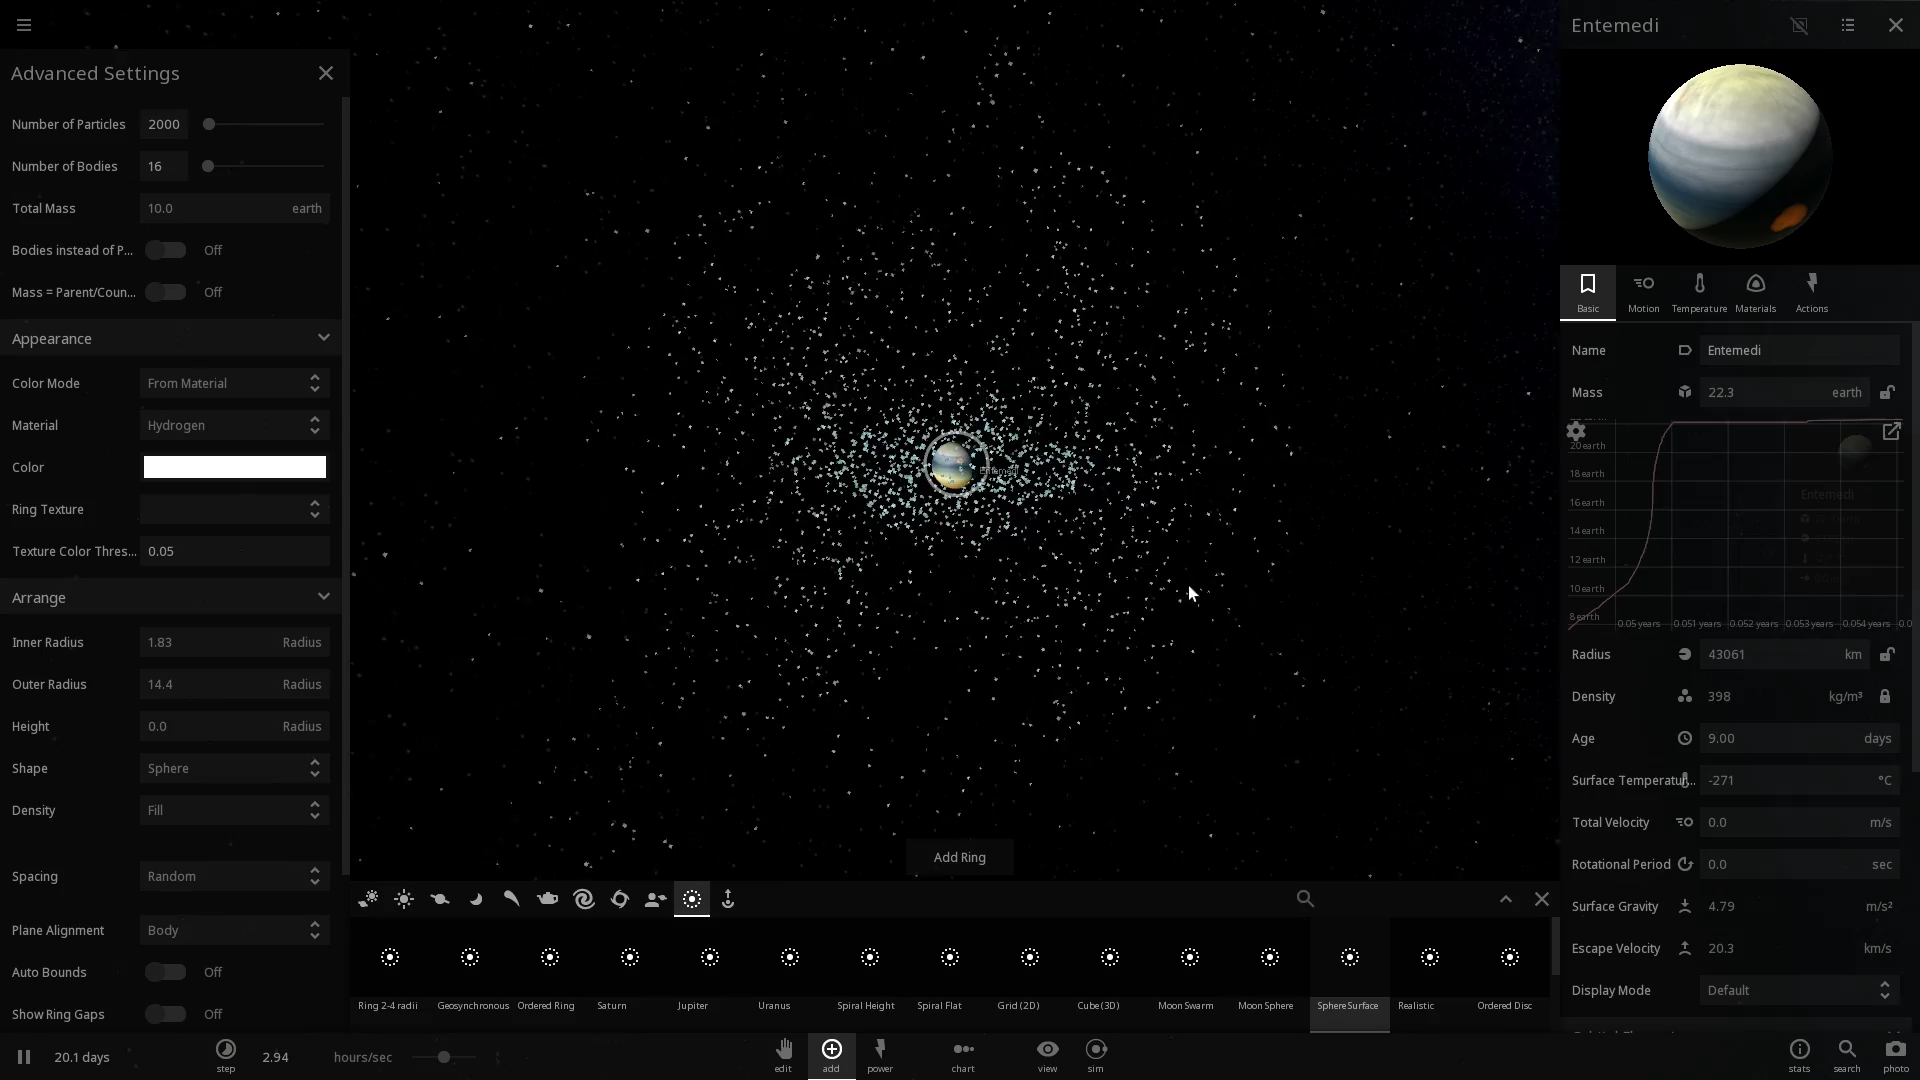 Advanced Settings
Number of Particles 2000
Number of Bodies 16
Total Mass 10.0 earth
Bodies instead of P... Off
Mass = Parent/Coun... Off
Appearance
Color Mode From Material
Material Hydrogen
Color
Ring Texture
Texture Color Thres... 0.05
Arrange
Inner Radius 1.83 Radius
Outer Radius 14.4 Radius
Height 0.0 Radius
Shape Sphere
Density Fill
Spacing Random
Plane Alignment Body
Auto Bounds Off
Show Ring Gaps Off
Entemedi
Add Ring
Ring 2-4 radii Geosynchronous Ordered Ring Saturn Jupiter Uranus Spiral Height Spiral Flat Grid (2D) Cube (3D) Moon Swarm Moon Sphere Sphere Surface Realistic Ordered Disc
Entemedi
Basic Motion Temperature Materials Actions
Name Entemedi
Mass 22.3 earth
20 earth
18 earth
Entemedi
16 earth
14 earth
12 earth
10 earth
8 earth
0.05 years 0.051 years 0.052 years 0.053 years 0.054 years 0.0
Radius 43061 km
Density 398 kg/m³
Age 9.00 days
Surface Temperatur... -271 °C
Total Velocity 0.0 m/s
Rotational Period 0.0 sec
Surface Gravity 4.79 m/s²
Escape Velocity 20.3 km/s
Display Mode Default
20.1 days step 2.94 hours/sec edit add power chart view sim stats search photo